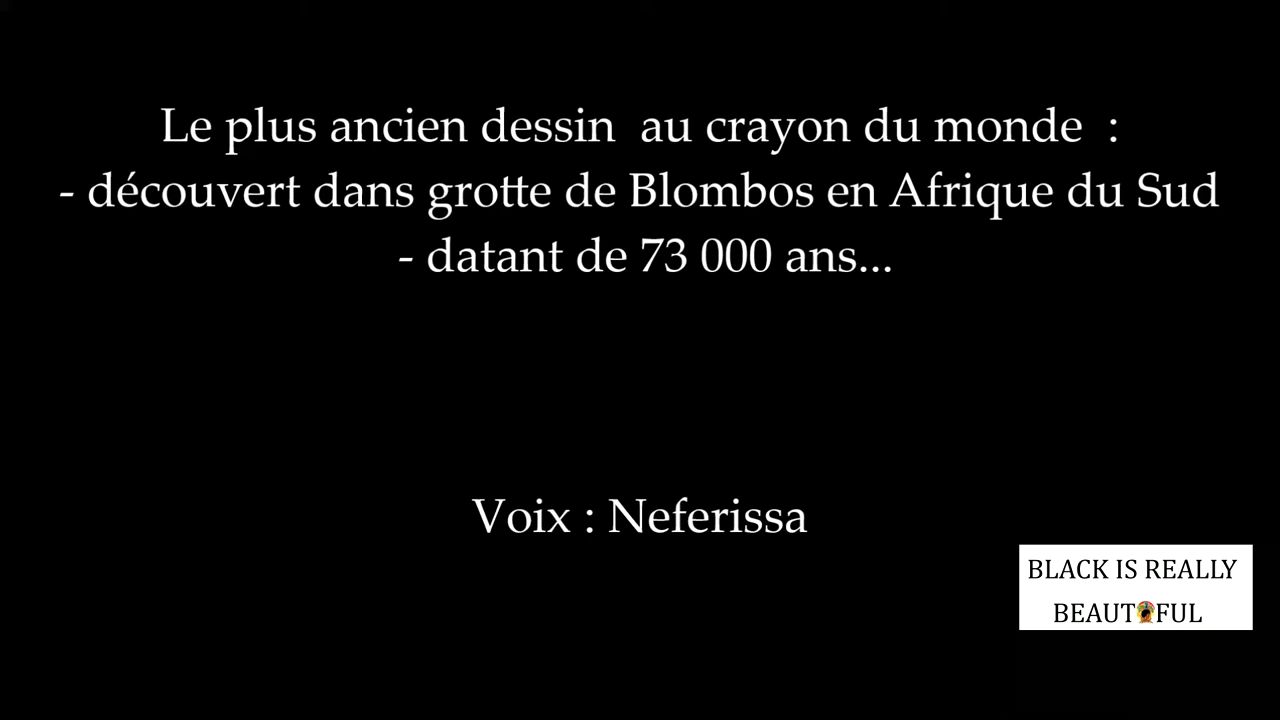 Le plus ancien dessin au crayon du monde :
- découvert dans grotte de Blombos en Afrique du Sud
- datant de 73 000 ans...
Voix : Neferissa
BLACK IS REALLY
BEAUTFUL